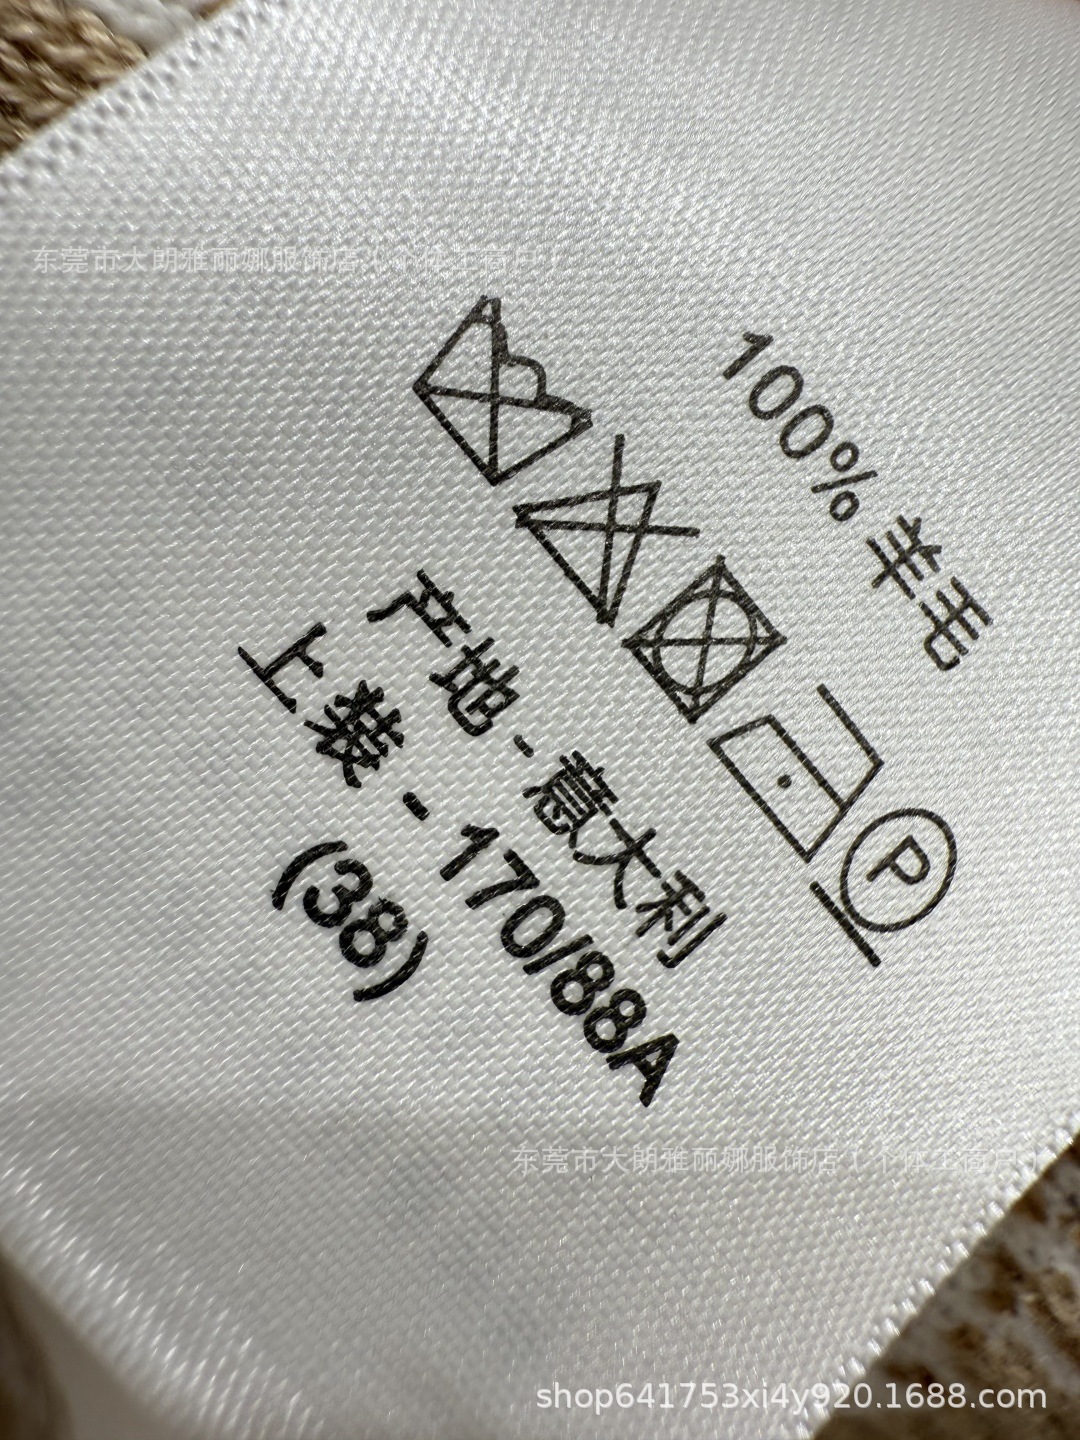 东莞市大朗雅丽娜服饰店（个体工商户）
100% 羊毛
P
产地 - 意大利
上装 - 170/88A
(38)
东莞市大朗雅丽娜服饰店（个体工商户）
shop641753xi4y920.1688.com